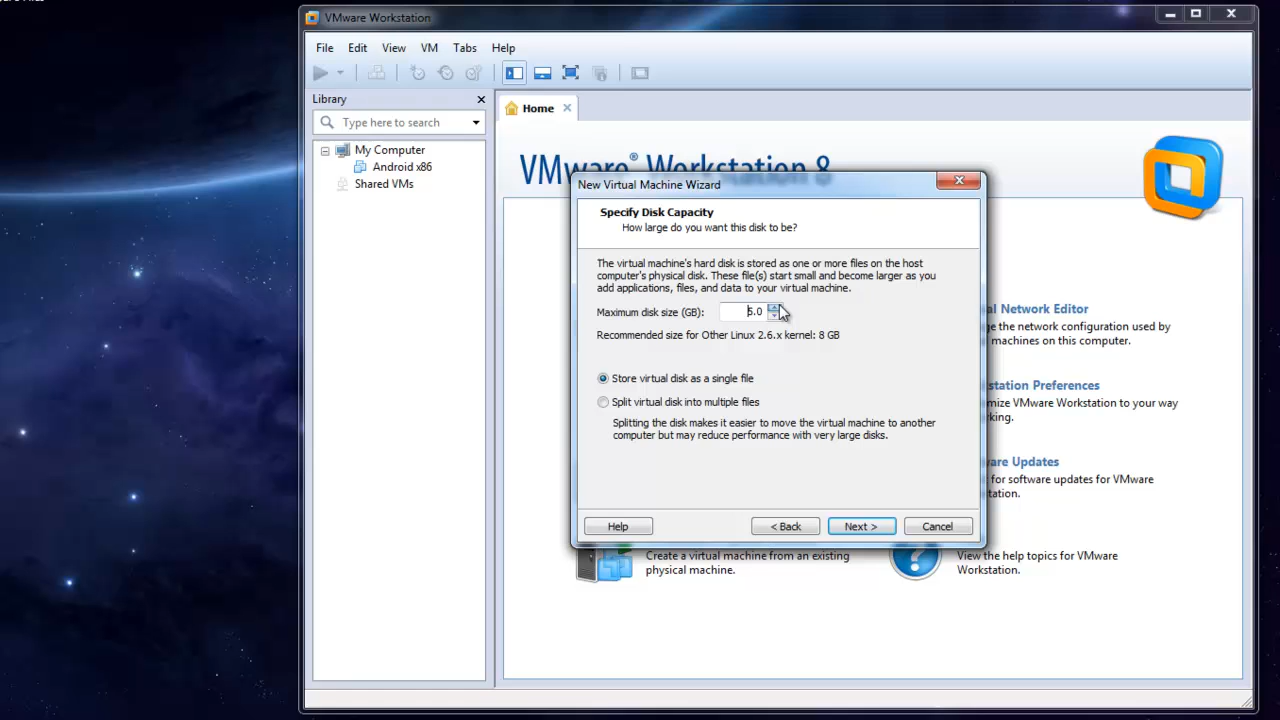 VMware Workstation
File Edit View VM Tabs Help
Library
Type here to search
My Computer
Android x86
Shared VMs
Home
VMware® Workstation 8
New Virtual Machine Wizard
Specify Disk Capacity
How large do you want this disk to be?
The virtual machine's hard disk is stored as one or more files on the host
computer's physical disk. These file(s) start small and become larger as you
add applications, files, and data to your virtual machine.
Maximum disk size (GB): 5.0
Recommended size for Other Linux 2.6.x kernel: 8 GB
Store virtual disk as a single file
Split virtual disk into multiple files
Splitting the disk makes it easier to move the virtual machine to another
computer but may reduce performance with very large disks.
Help < Back Next > Cancel
Network Editor
the network configuration used by
machines on this computer.
Preferences
VMware Workstation to your way
Updates
for software updates for VMware
Create a virtual machine from an existing
physical machine.
View the help topics for VMware
Workstation.